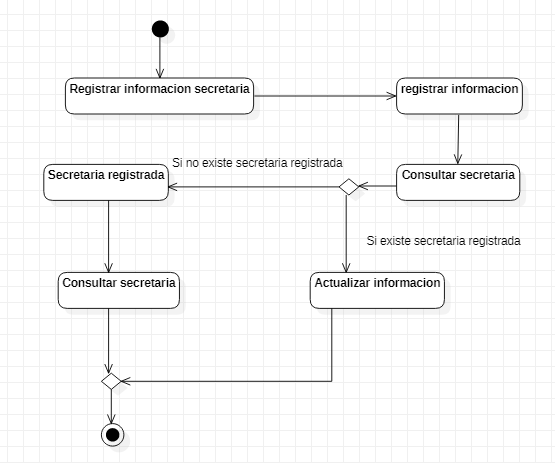 Registrar informacion secretaria
registrar informacion
Si no existe secretaria registrada
Secretaria registrada
Consultar secretaria
Si existe secretaria registrada
Consultar secretaria
Actualizar informacion